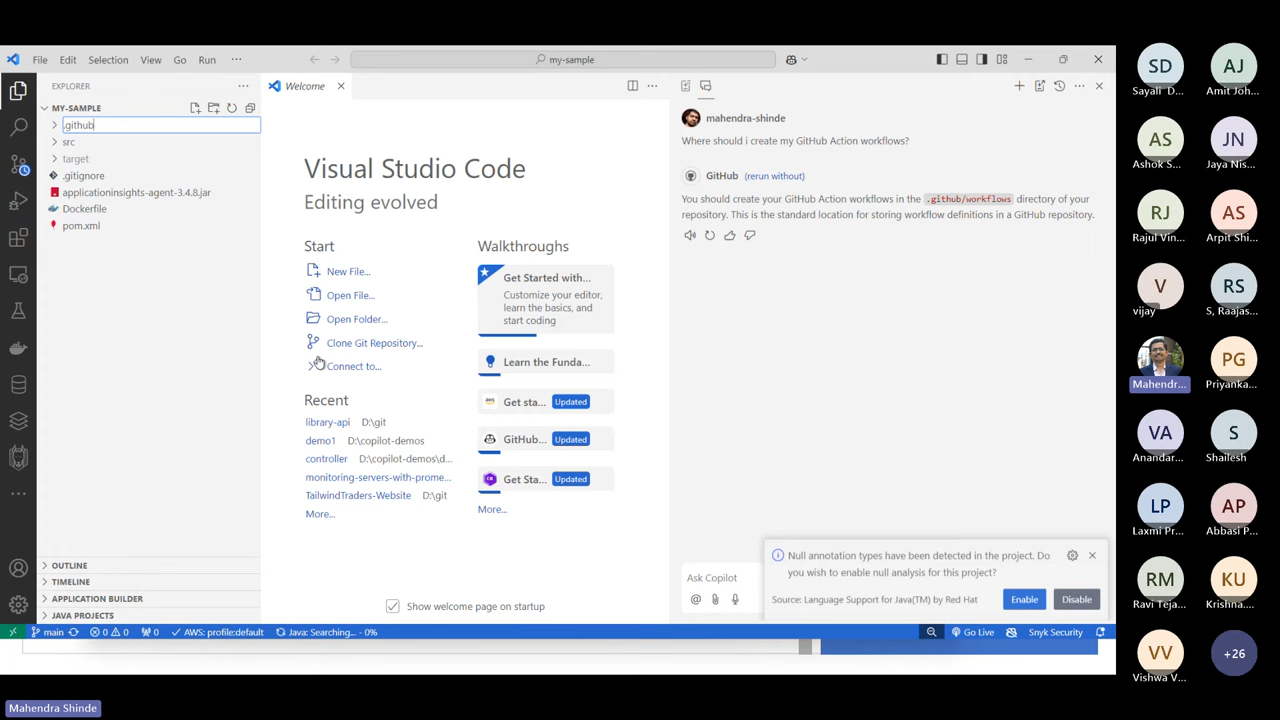 File Edit Selection View Go Run ···
my-sample
EXPLORER
MY-SAMPLE
.github
src
target
.gitignore
applicationinsights-agent-3.4.8.jar
Dockerfile
pom.xml
OUTLINE
TIMELINE
APPLICATION BUILDER
JAVA PROJECTS
Welcome
Visual Studio Code
Editing evolved
Start
New File...
Open File...
Open Folder...
Clone Git Repository...
Connect to...
Recent
library-api D:\git
demo1 D:\copilot-demos
controller D:\copilot-demos\d...
monitoring-servers-with-prome...
TailwindTraders-Website D:\git
More...
Walkthroughs
Get Started with...
Customize your editor,
learn the basics, and
start coding
Learn the Funda...
Get sta... Updated
GitHub... Updated
Get Sta... Updated
More...
Show welcome page on startup
mahendra-shinde
Where should i create my GitHub Action workflows?
GitHub (rerun without)
You should create your GitHub Action workflows in the .github/workflows directory of your
repository. This is the standard location for storing workflow definitions in a GitHub repository.
Ask Copilot
Null annotation types have been detected in the project. Do
you wish to enable null analysis for this project?
Source: Language Support for Java(TM) by Red Hat
Enable Disable
main 0 0 0 AWS: profile:default Java: Searching... - 0%
Go Live Snyk Security
SD AJ
Sayali D... Amit Joh...
AS JN
Ashok S... Jaya Nis...
RJ AS
Rajul Vin... Arpit Shi...
V RS
vijay S, Raajas...
PG
Mahendr... Priyanka...
VA S
Anandar... Shailesh
LP AP
Laxmi Pr... Abbasi P...
RM KU
Ravi Teja... Krishna...
VV +26
Vishwa V...
Mahendra Shinde